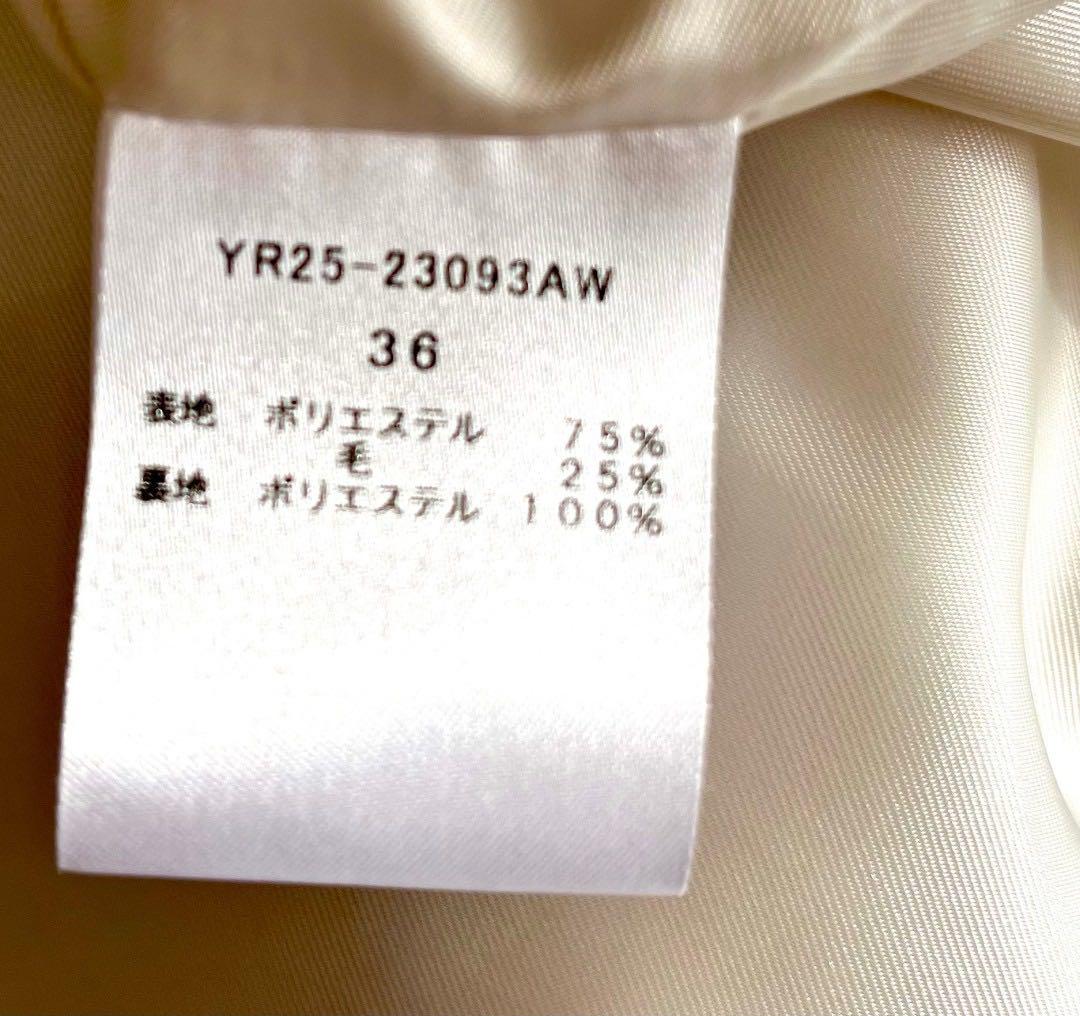 YR25-23093AW
36
表地 ポリエステル 75%
毛 25%
裏地 ポリエステル 100%